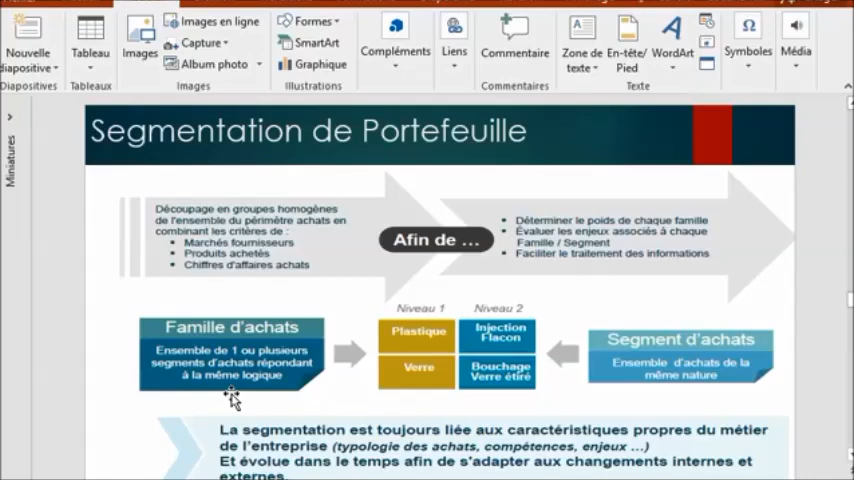 Nouvelle
diapositive
Diapositives
Tableau
Tableaux
Images
Images en ligne
Capture
Album photo
Images
Formes
SmartArt
Graphique
Illustrations
Compléments
Liens
Commentaire
Commentaires
Zone de
texte
En-tête/
Pied
WordArt
Texte
Symboles
Média
Miniatures
Segmentation de Portefeuille
Découpage en groupes homogènes
de l'ensemble du périmètre achats en
combinant les critères de :
Marchés fournisseurs
Produits achetés
Chiffres d'affaires achats
Afin de ...
Déterminer le poids de chaque famille
Évaluer les enjeux associés à chaque
Famille / Segment
Faciliter le traitement des informations
Niveau 1
Niveau 2
Famille d'achats
Ensemble de 1 ou plusieurs
segments d'achats répondant
à la même logique
Plastique
Injection
Flacon
Verre
Bouchage
Verre étiré
Segment d'achats
Ensemble d'achats de la
même nature
La segmentation est toujours liée aux caractéristiques propres du métier
de l'entreprise (typologie des achats, compétences, enjeux ...)
Et évolue dans le temps afin de s'adapter aux changements internes et
externes.